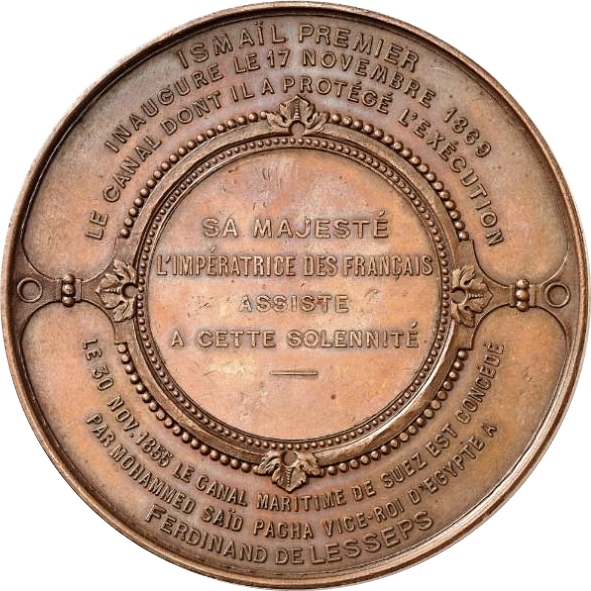 ISMAÏL PREMIER
INAUGURE LE 17 NOVEMBRE 1869
LE CANAL DONT IL A PROTÉGÉ L'EXÉCUTION
SA MAJESTÉ
L'IMPÉRATRICE DES FRANÇAIS
ASSISTE
A CETTE SOLENNITÉ
LE 30 NOV. 1855 LE CANAL MARITIME DE SUEZ EST CONCÉDÉ
PAR MOHAMMED SAÏD PACHA VICE-ROI D'EGYPTE A
FERDINAND DE LESSEPS